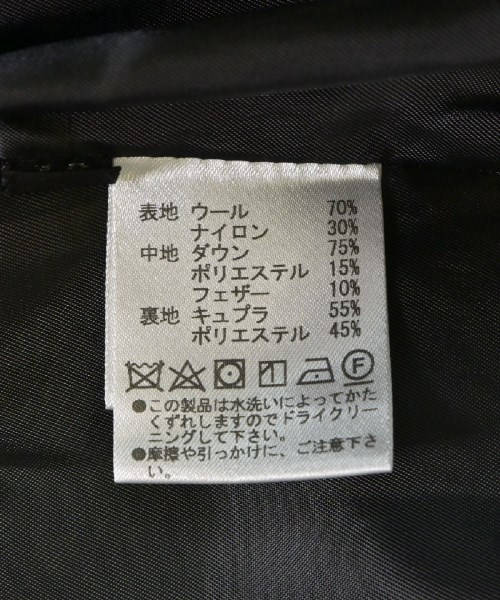 表地 ウール 70%
ナイロン 30%
中地 ダウン 75%
ポリエステル 15%
フェザー 10%
裏地 キュプラ 55%
ポリエステル 45%
F
●この製品は水洗いによってかた
くずれしますのでドライクリー
ニングして下さい。
●摩擦や引っかけに、ご注意下さ
い。